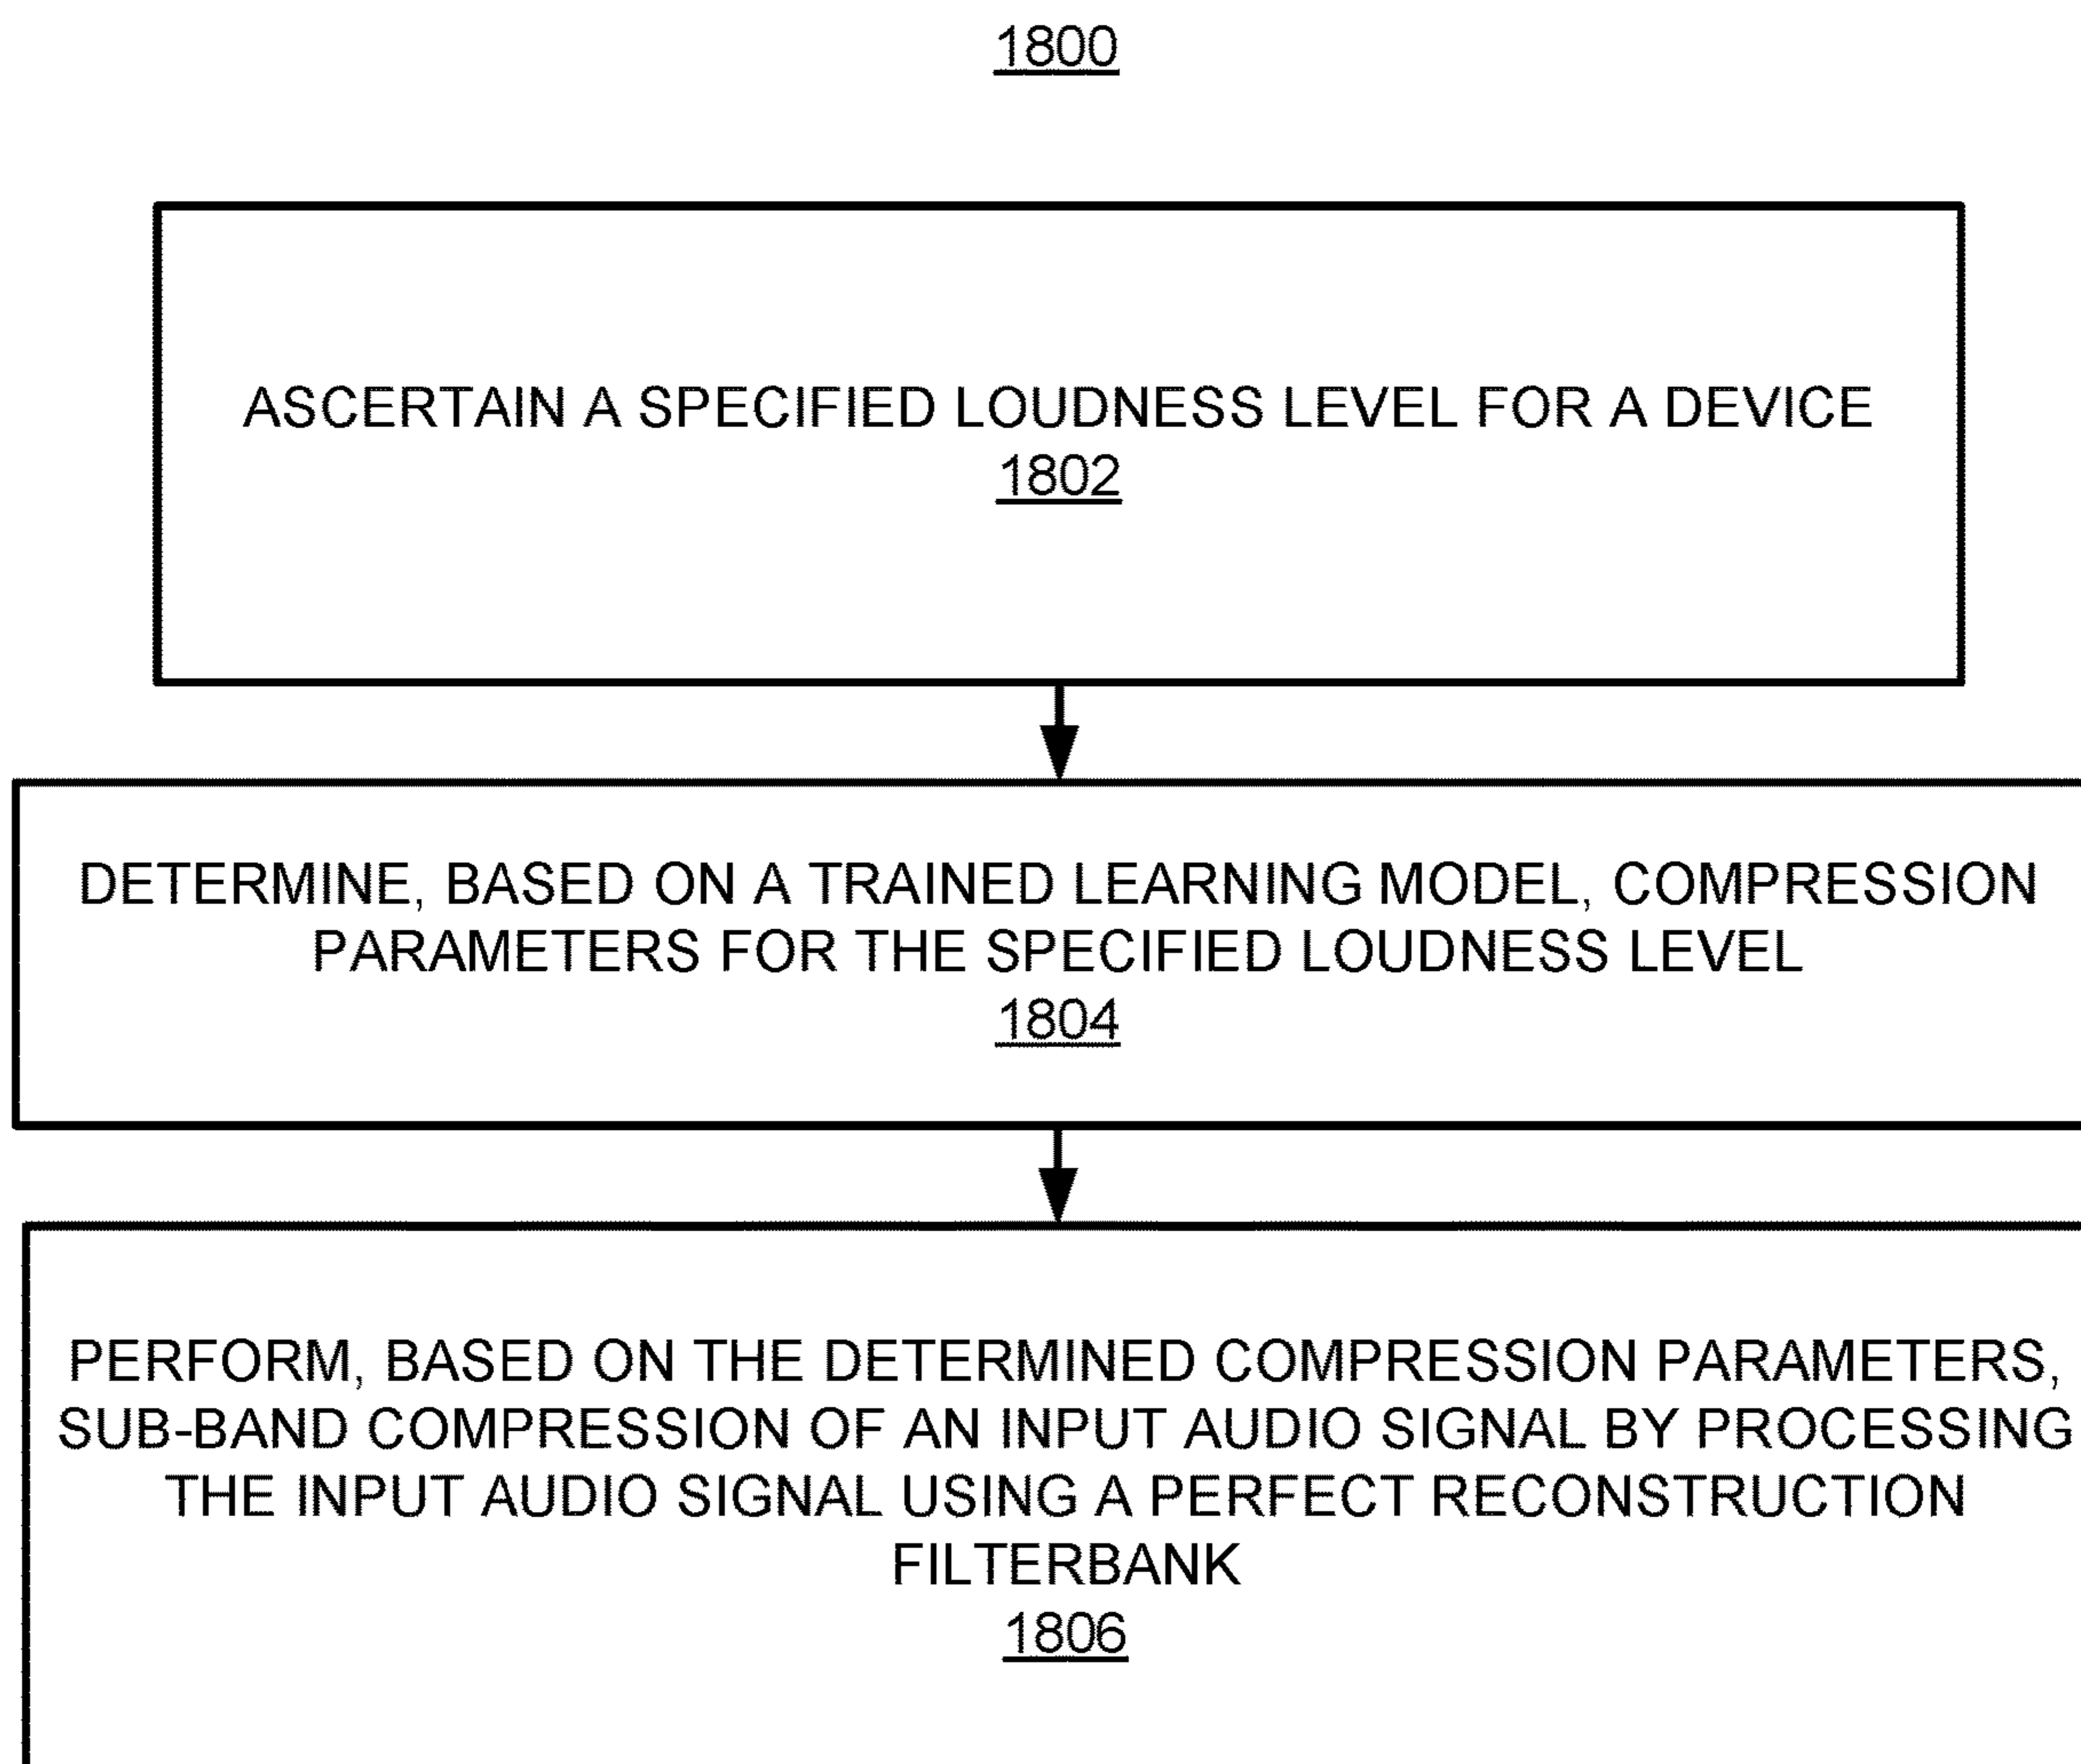 1800
ASCERTAIN A SPECIFIED LOUDNESS LEVEL FOR A DEVICE
1802
DETERMINE, BASED ON A TRAINED LEARNING MODEL, COMPRESSION
PARAMETERS FOR THE SPECIFIED LOUDNESS LEVEL
1804
PERFORM, BASED ON THE DETERMINED COMPRESSION PARAMETERS,
SUB-BAND COMPRESSION OF AN INPUT AUDIO SIGNAL BY PROCESSING
THE INPUT AUDIO SIGNAL USING A PERFECT RECONSTRUCTION
FILTERBANK
1806